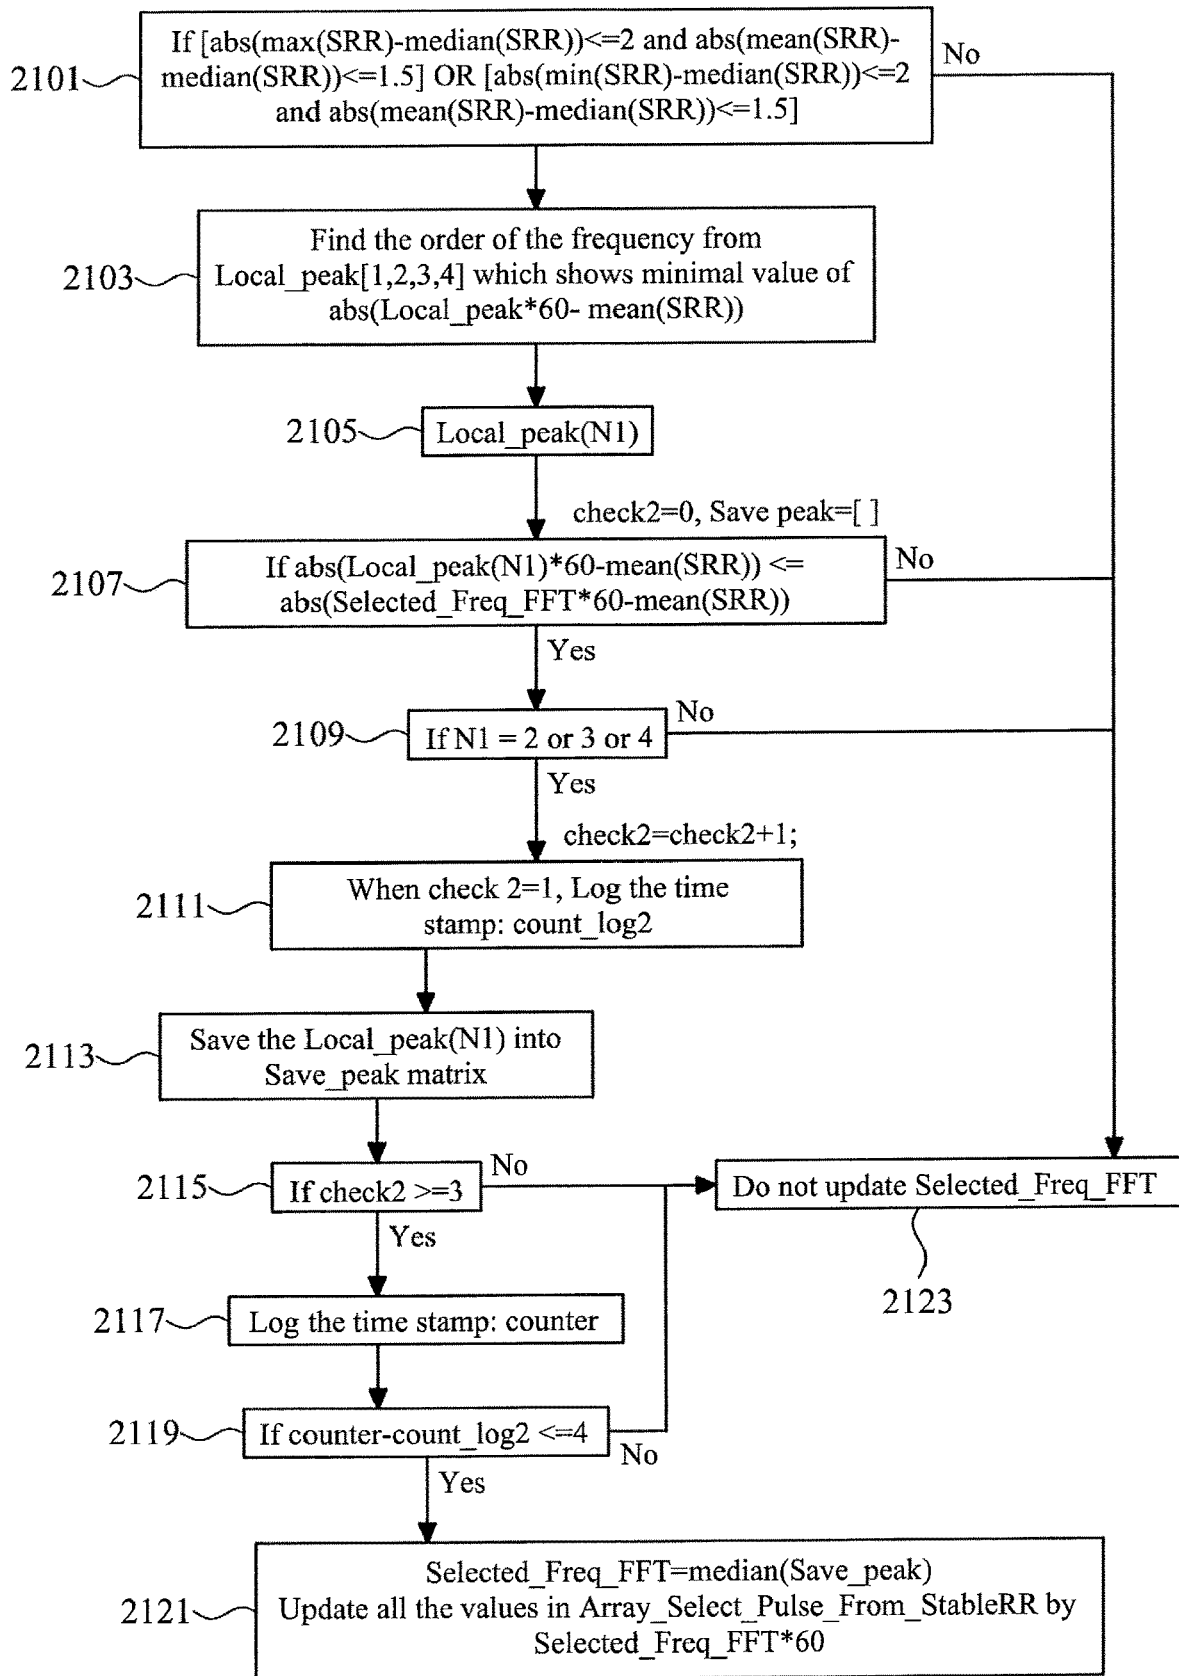 If [abs(max(SRR)-median(SRR))<=2 and abs(mean(SRR)-
median(SRR))<=1.5] OR [abs(min(SRR)-median(SRR))<=2
and abs(mean(SRR)-median(SRR))<=1.5]
2101
No
Find the order of the frequency from
Local_peak[1,2,3,4] which shows minimal value of
abs(Local_peak*60- mean(SRR))
2103
2105
Local_peak(N1)
check2=0, Save peak=[ ]
If abs(Local_peak(N1)*60-mean(SRR)) <=
abs(Selected_Freq_FFT*60-mean(SRR))
2107
No
Yes
2109
If N1 = 2 or 3 or 4
No
Yes
check2=check2+1;
When check 2=1, Log the time
stamp: count_log2
2111
Save the Local_peak(N1) into
Save_peak matrix
2113
2115
If check2 >=3
No
Do not update Selected_Freq_FFT
2123
Yes
2117
Log the time stamp: counter
2119
If counter-count_log2 <=4
No
Yes
Selected_Freq_FFT=median(Save_peak)
Update all the values in Array_Select_Pulse_From_StableRR by
Selected_Freq_FFT*60
2121